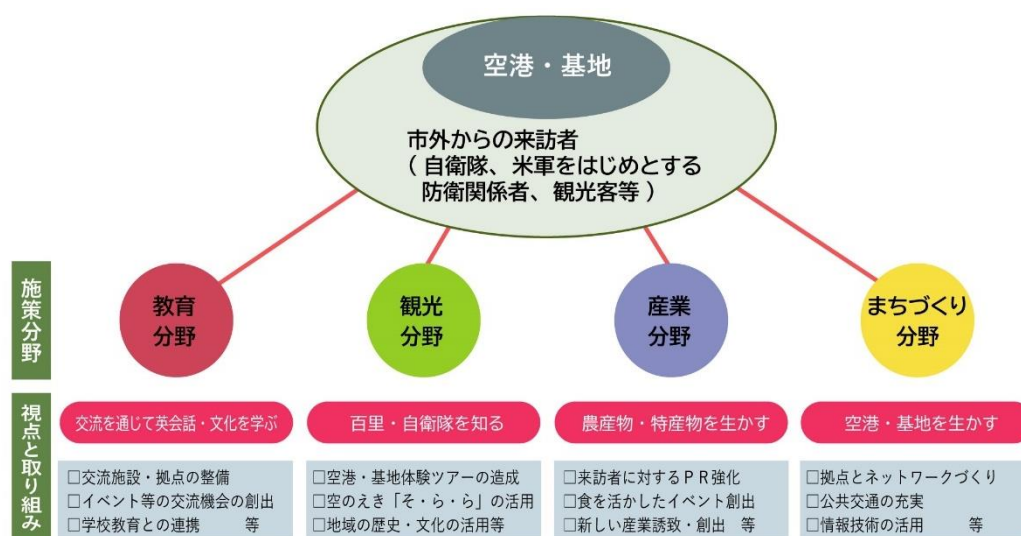 空港・基地
市外からの来訪者
( 自衛隊、米軍をはじめとする
防衛関係者、観光客等 )
施策分野
教育
分野
観光
分野
産業
分野
まちづくり
分野
視点と取り組み
交流を通じて英会話・文化を学ぶ
百里・自衛隊を知る
農産物・特産物を生かす
空港・基地を生かす
□交流施設・拠点の整備
□イベント等の交流機会の創出
□学校教育との連携 等
□空港・基地体験ツアーの造成
□空のえき「そ・ら・ら」の活用
□地域の歴史・文化の活用等
□来訪者に対するPR強化
□食を活かしたイベント創出
□新しい産業誘致・創出 等
□拠点とネットワークづくり
□公共交通の充実
□情報技術の活用 等